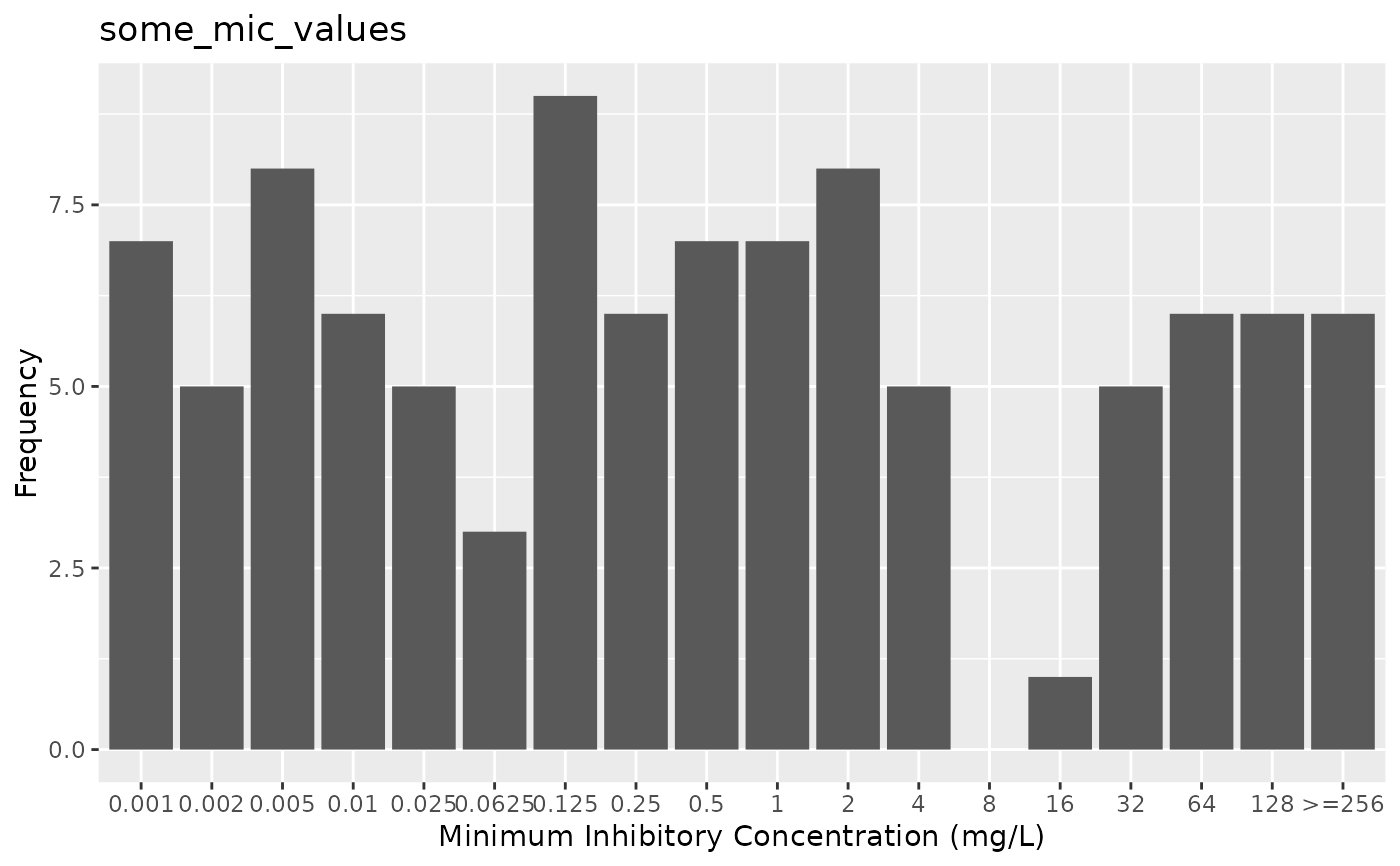 some_mic_values
7.5
5.0
2.5
0.0
Frequency
0.001 0.002 0.005 0.01 0.025 0.0625 0.125 0.25 0.5 1 2 4 8 16 32 64 128 >=256
Minimum Inhibitory Concentration (mg/L)